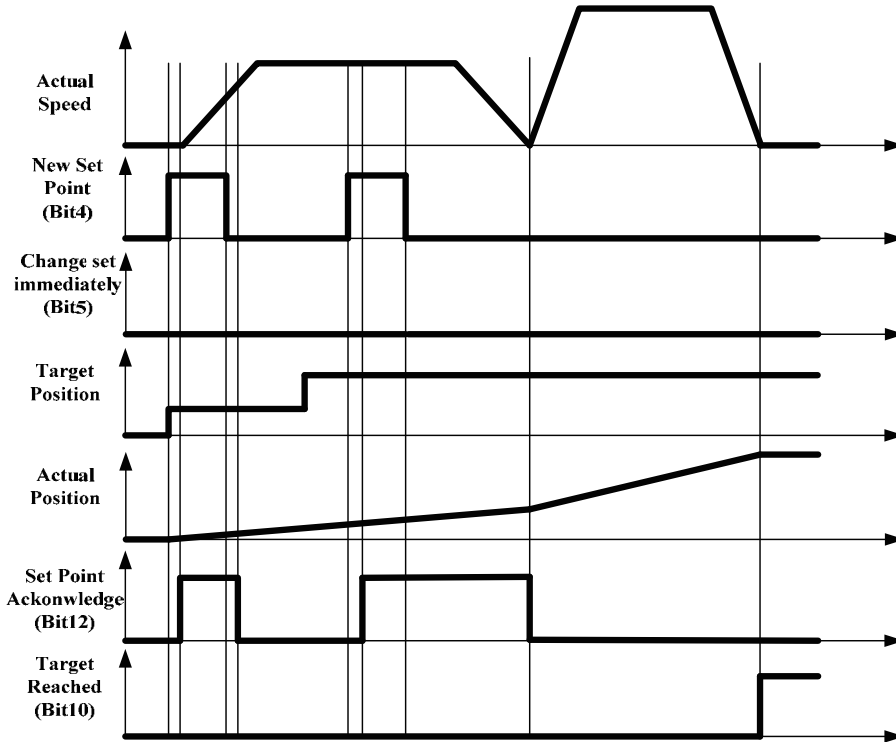 Actual
Speed
New Set
Point
(Bit4)
Change set
immediately
(Bit5)
Target
Position
Actual
Position
Set Point
Ackonwledge
(Bit12)
Target
Reached
(Bit10)